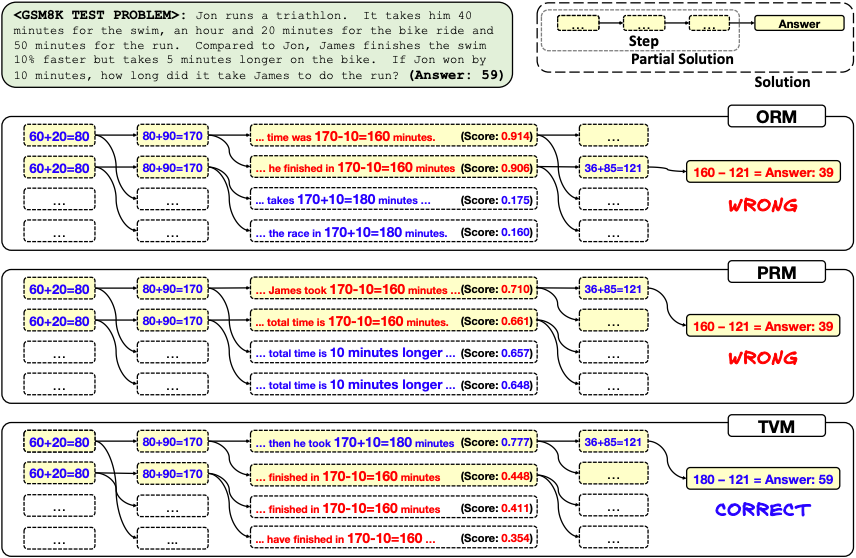 <GSM8K TEST PROBLEM>: Jon runs a triathlon. It takes him 40
minutes for the swim, an hour and 20 minutes for the bike ride and
50 minutes for the run. Compared to Jon, James finishes the swim
10% faster but takes 5 minutes longer on the bike. If Jon won by
10 minutes, how long did it take James to do the run? (Answer: 59)
... ... ... Answer
Step
Partial Solution
Solution
ORM
60+20=80 80+90=170 ... time was 170-10=160 minutes. (Score: 0.914) ...
60+20=80 80+90=170 ... he finished in 170-10=160 minutes (Score: 0.906) 36+85=121 160 – 121 = Answer: 39
... ... ... takes 170+10=180 minutes ... (Score: 0.175) ... WRONG
... ... ... the race in 170+10=180 minutes. (Score: 0.160) ...
PRM
60+20=80 80+90=170 ... James took 170-10=160 minutes ... (Score: 0.710) 36+85=121
60+20=80 80+90=170 ... total time is 170-10=160 minutes. (Score: 0.661) ... 160 – 121 = Answer: 39
... ... ... total time is 10 minutes longer ... (Score: 0.657) ... WRONG
... ... ... total time is 10 minutes longer ... (Score: 0.648) ...
TVM
60+20=80 80+90=170 ... then he took 170+10=180 minutes (Score: 0.777) 36+85=121
60+20=80 80+90=170 ... finished in 170-10=160 minutes (Score: 0.448) ... 180 – 121 = Answer: 59
... ... ... finished in 170-10=160 minutes (Score: 0.411) ... CORRECT
... ... ... have finished in 170-10=160 ... (Score: 0.354) ...